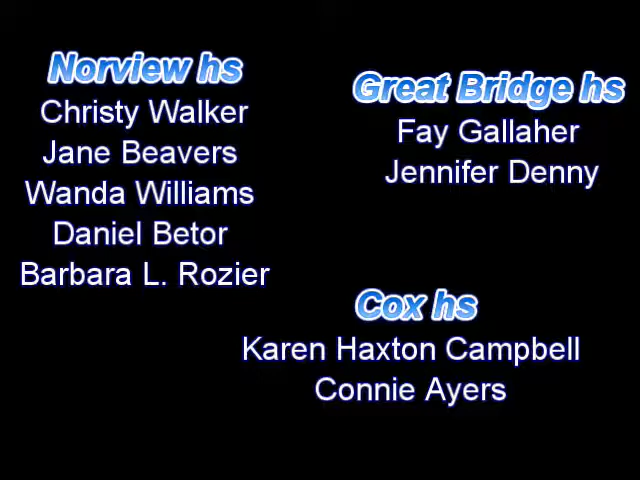 Norview hs
Christy Walker
Jane Beavers
Wanda Williams
Daniel Betor
Barbara L. Rozier
Great Bridge hs
Fay Gallaher
Jennifer Denny
Cox hs
Karen Haxton Campbell
Connie Ayers